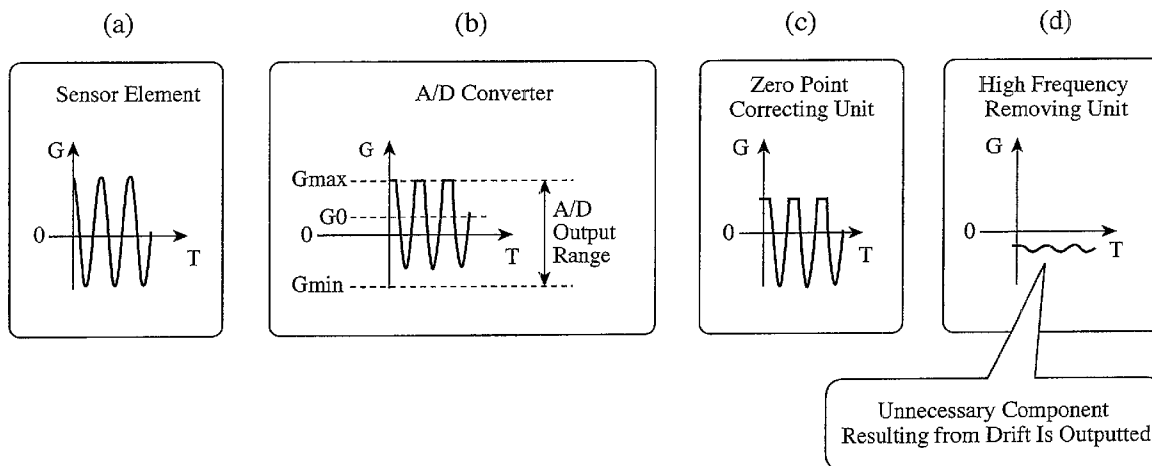 (a)
(b)
(c)
(d)
Sensor Element
G
0
T
A/D Converter
G
Gmax
G0
0
Gmin
T
A/D
Output
Range
Zero Point
Correcting Unit
G
0
T
High Frequency
Removing Unit
G
0
T
Unnecessary Component
Resulting from Drift Is Outputted